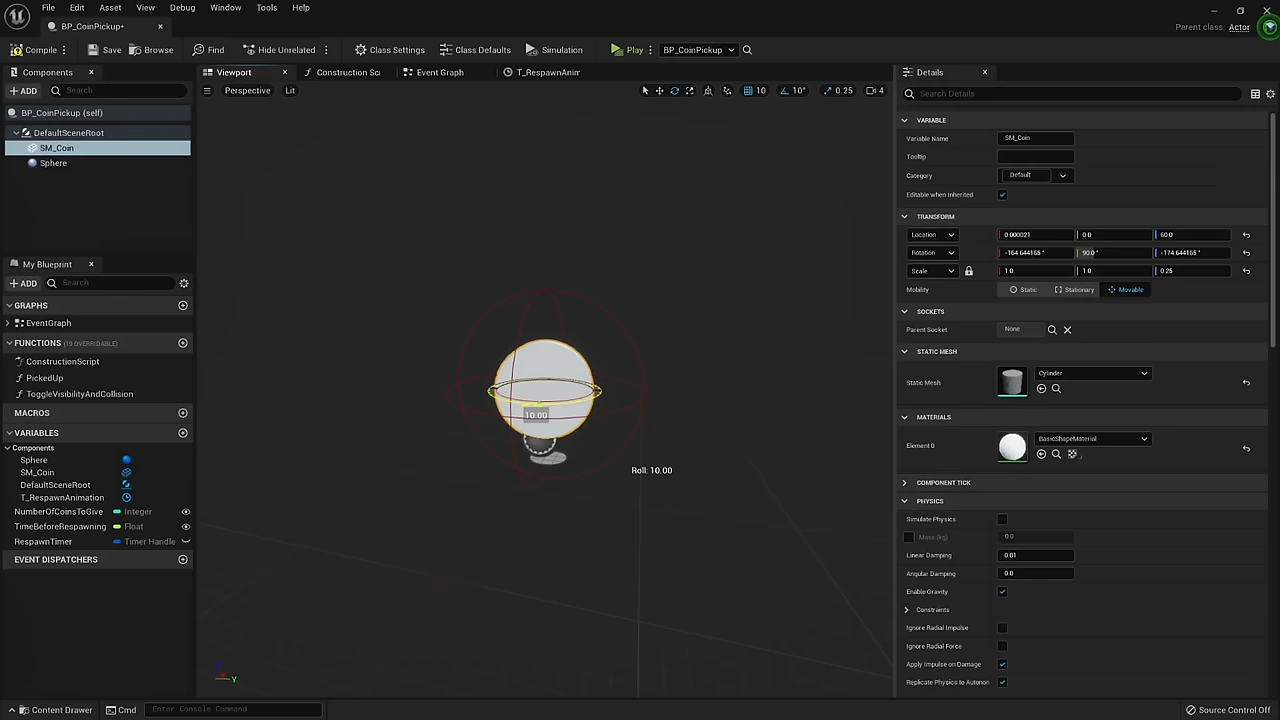 File Edit Asset View Debug Window Tools Help
BP_CoinPickup*
Parent class: Actor
Compile Save Browse Find Hide Unrelated Class Settings Class Defaults Simulation Play BP_CoinPickup
Components Viewport Construction Sc Event Graph T_RespawnAnim Details
ADD Search Perspective Lit 10 10° 0.25 4 Search Details
BP_CoinPickup (self)
DefaultSceneRoot
SM_Coin
Sphere
My Blueprint
ADD Search
GRAPHS
EventGraph
FUNCTIONS (19 OVERRIDABLE)
ConstructionScript
PickedUp
ToggleVisibilityAndCollision
MACROS
VARIABLES
Components
Sphere
SM_Coin
DefaultSceneRoot
T_RespawnAnimation
NumberOfCoinsToGive Integer
TimeBeforeRespawning Float
RespawnTimer Timer Handle
EVENT DISPATCHERS
10.00
Roll: 10.00
Y
VARIABLE
Variable Name SM_Coin
Tooltip
Category Default
Editable when Inherited
TRANSFORM
Location 0.000021 0.0 60.0
Rotation -164.644165° 90.0° -174.644165°
Scale 1.0 1.0 0.25
Mobility Static Stationary Movable
SOCKETS
Parent Socket None
STATIC MESH
Static Mesh Cylinder
MATERIALS
Element 0 BasicShapeMaterial
COMPONENT TICK
PHYSICS
Simulate Physics
Mass (kg) 0.0
Linear Damping 0.01
Angular Damping 0.0
Enable Gravity
Constraints
Ignore Radial Impulse
Ignore Radial Force
Apply Impulse on Damage
Replicate Physics to Autonon
Content Drawer Cmd Enter Console Command Source Control Off